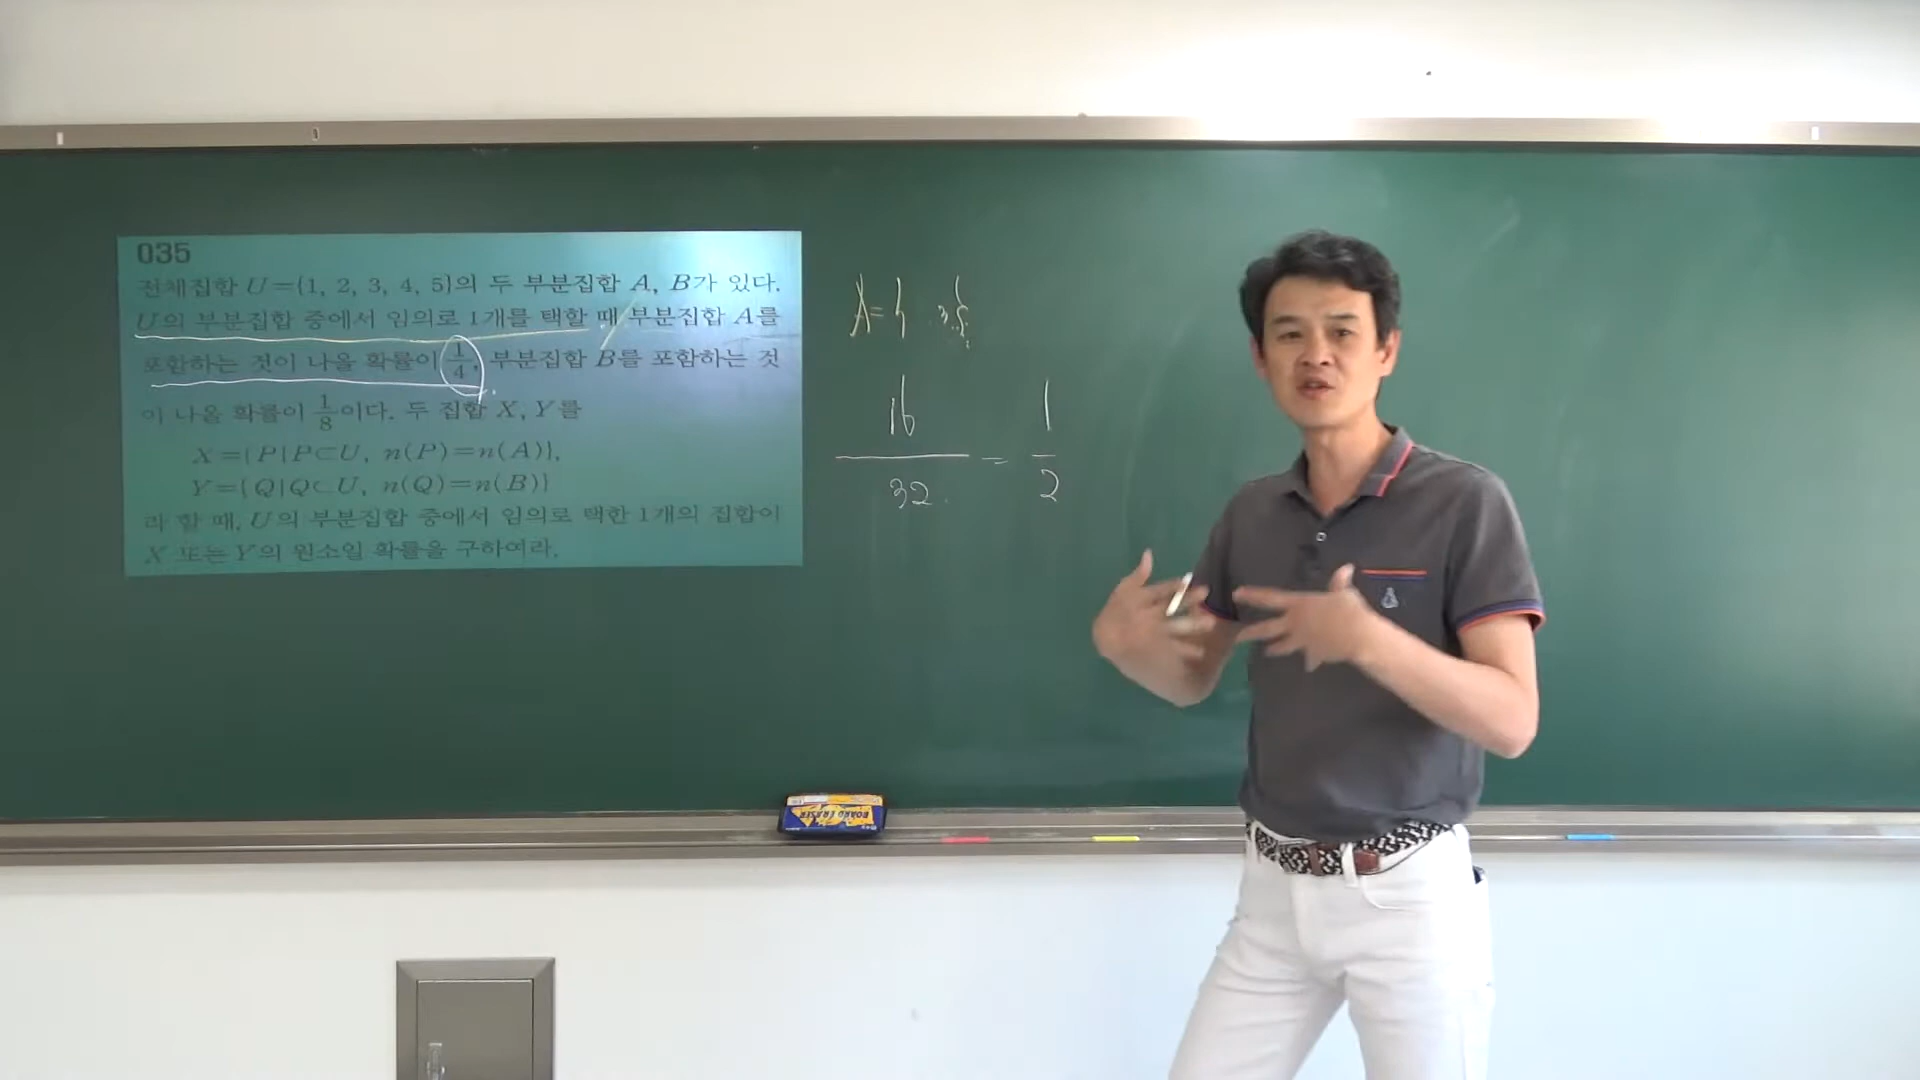 035
전체집합 U={1, 2, 3, 4, 5}의 두 부분집합 A, B가 있다.
U의 부분집합 중에서 임의로 1개를 택할 때 부분집합 A를
포함하는 것이 나올 확률이 1/4, 부분집합 B를 포함하는 것
이 나올 확률이 1/8이다. 두 집합 X, Y를
X={P|P⊂U, n(P)=n(A)},
Y={Q|Q⊂U, n(Q)=n(B)}
라 할 때, U의 부분집합 중에서 임의로 택한 1개의 집합이
X 또는 Y의 원소일 확률을 구하여라.
A={
16/32 = 1/2
BOARD ERASER